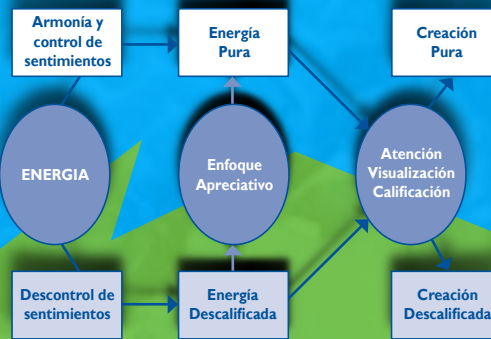 Armonía y
control de
sentimientos
Energía
Pura
Creación
Pura
ENERGIA
Enfoque
Apreciativo
Atención
Visualización
Calificación
Descontrol de
sentimientos
Energía
Descalificada
Creación
Descalificada